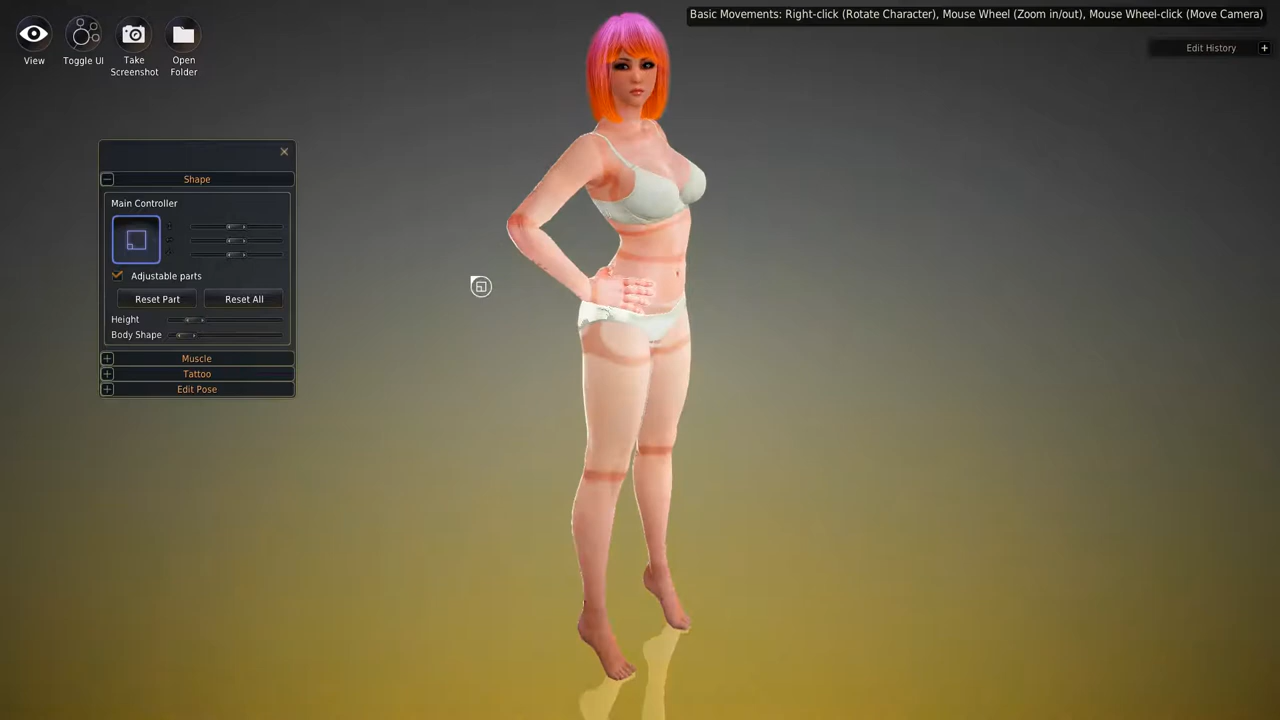 Basic Movements: Right-click (Rotate Character), Mouse Wheel (Zoom in/out), Mouse Wheel-click (Move Camera)
View
Toggle UI
Take
Screenshot
Open
Folder
Edit History
Shape
Main Controller
Adjustable parts
Reset Part
Reset All
Height
Body Shape
Muscle
Tattoo
Edit Pose